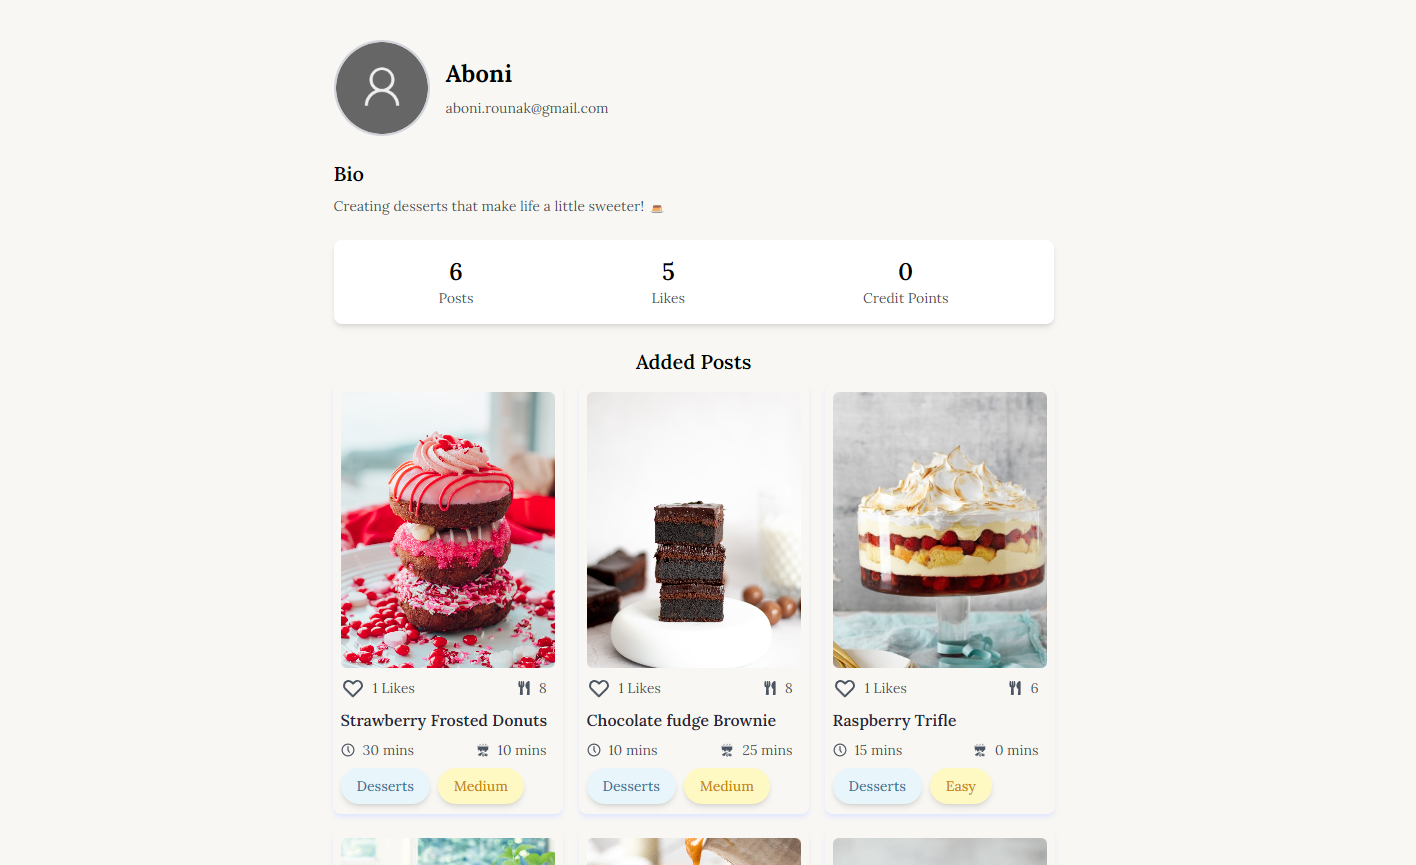 Aboni
aboni.rounak@gmail.com
Bio
Creating desserts that make life a little sweeter! 🍮
6 5 0
Posts Likes Credit Points
Added Posts
1 Likes 8 1 Likes 8 1 Likes 6
Strawberry Frosted Donuts Chocolate fudge Brownie Raspberry Trifle
30 mins 10 mins 10 mins 25 mins 15 mins 0 mins
Desserts Medium Desserts Medium Desserts Easy